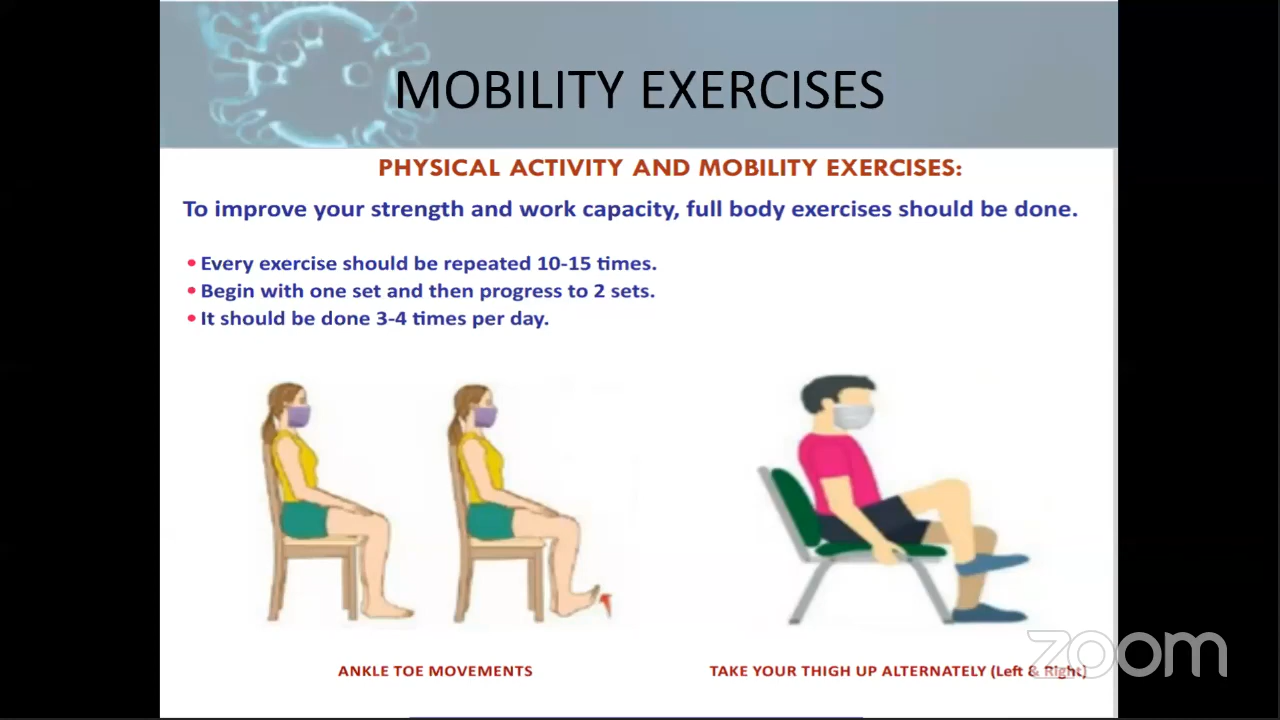 MOBILITY EXERCISES
PHYSICAL ACTIVITY AND MOBILITY EXERCISES:
To improve your strength and work capacity, full body exercises should be done.
• Every exercise should be repeated 10-15 times.
• Begin with one set and then progress to 2 sets.
• It should be done 3-4 times per day.
ANKLE TOE MOVEMENTS
TAKE YOUR THIGH UP ALTERNATELY (Left & Right)
zoom